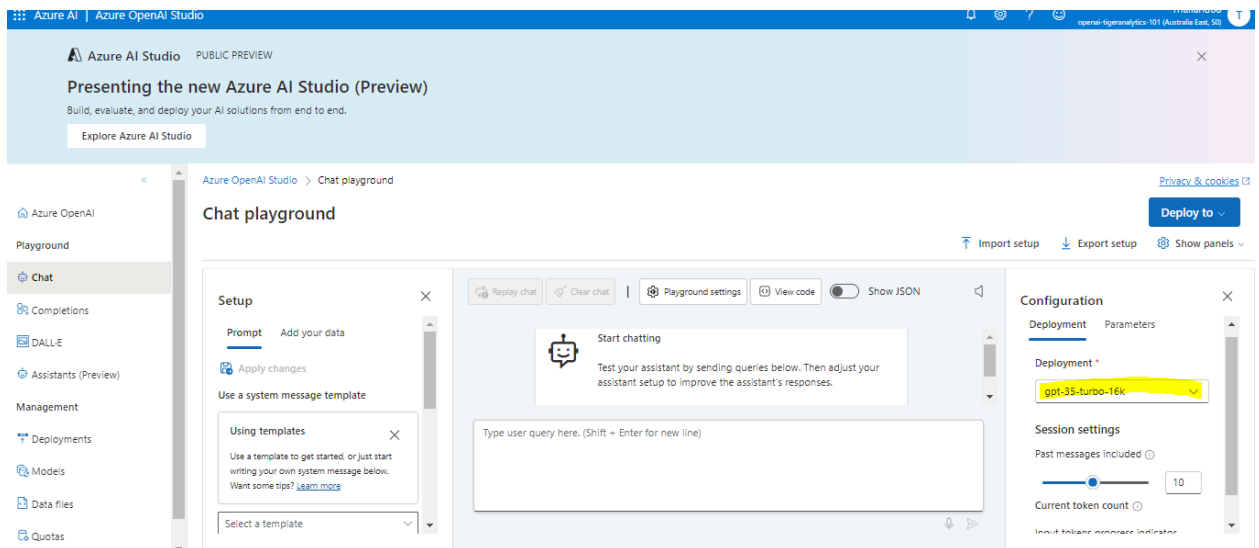 Azure AI | Azure OpenAI Studio
?
openai-tigeranalytics-101 (Australia East, S0)
T
Azure AI Studio PUBLIC PREVIEW
Presenting the new Azure AI Studio (Preview)
Build, evaluate, and deploy your AI solutions from end to end.
Explore Azure AI Studio
Azure OpenAI
Playground
Chat
Completions
DALL·E
Assistants (Preview)
Management
Deployments
Models
Data files
Quotas
Azure OpenAI Studio > Chat playground
Privacy & cookies
Chat playground
Deploy to
Import setup
Export setup
Show panels
Setup
Prompt
Add your data
Apply changes
Use a system message template
Using templates
Use a template to get started, or just start
writing your own system message below.
Want some tips? Learn more
Select a template
Replay chat
Clear chat
Playground settings
View code
Show JSON
Start chatting
Test your assistant by sending queries below. Then adjust your
assistant setup to improve the assistant's responses.
Type user query here. (Shift + Enter for new line)
Configuration
Deployment
Parameters
Deployment *
gpt-35-turbo-16k
Session settings
Past messages included
10
Current token count
Input tokens progress indicator